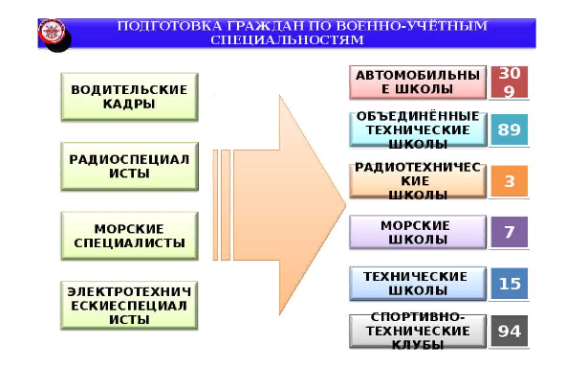 ПОДГОТОВКА ГРАЖДАН ПО ВОЕННО-УЧЁТНЫМ
СПЕЦИАЛЬНОСТЯМ
ВОДИТЕЛЬСКИЕ
КАДРЫ
РАДИОСПЕЦИАЛ
ИСТЫ
МОРСКИЕ
СПЕЦИАЛИСТЫ
ЭЛЕКТРОТЕХНИЧ
ЕСКИЕСПЕЦИАЛ
ИСТЫ
АВТОМОБИЛЬНЫ
Е ШКОЛЫ
30
9
ОБЪЕДИНЁННЫЕ
ТЕХНИЧЕСКИЕ
ШКОЛЫ
89
РАДИОТЕХНИЧЕС
КИЕ
ШКОЛЫ
3
МОРСКИЕ
ШКОЛЫ
7
ТЕХНИЧЕСКИЕ
ШКОЛЫ
15
СПОРТИВНО-
ТЕХНИЧЕСКИЕ
КЛУБЫ
94